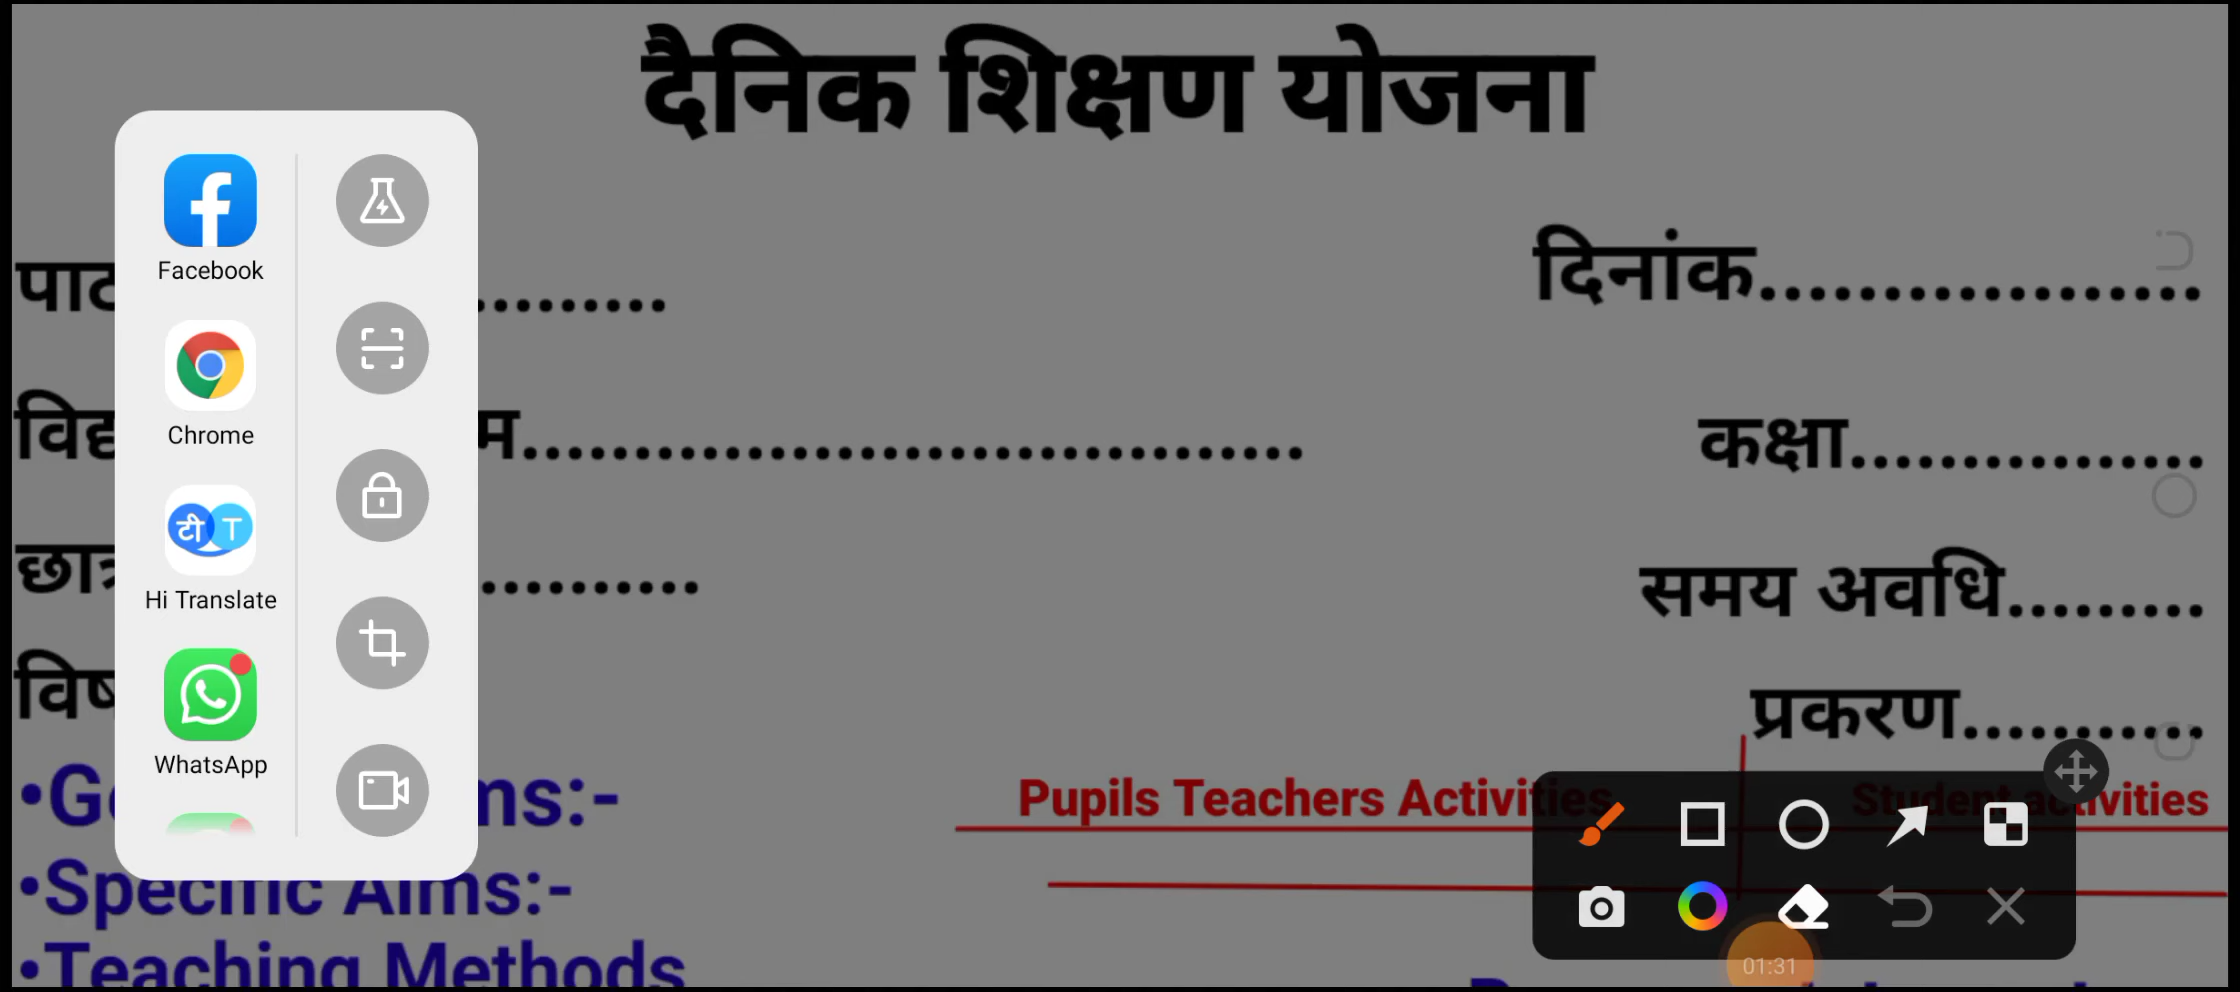 दैनिक शिक्षण योजना
दिनांक..................
म............................... कक्षा................
समय अवधि.........
प्रकरण...........
Facebook
Chrome
टी T
Hi Translate
WhatsApp
ms:-
Pupils Teachers Activities Student activities
•Specific Aims:-
•Teaching Methods
01:31